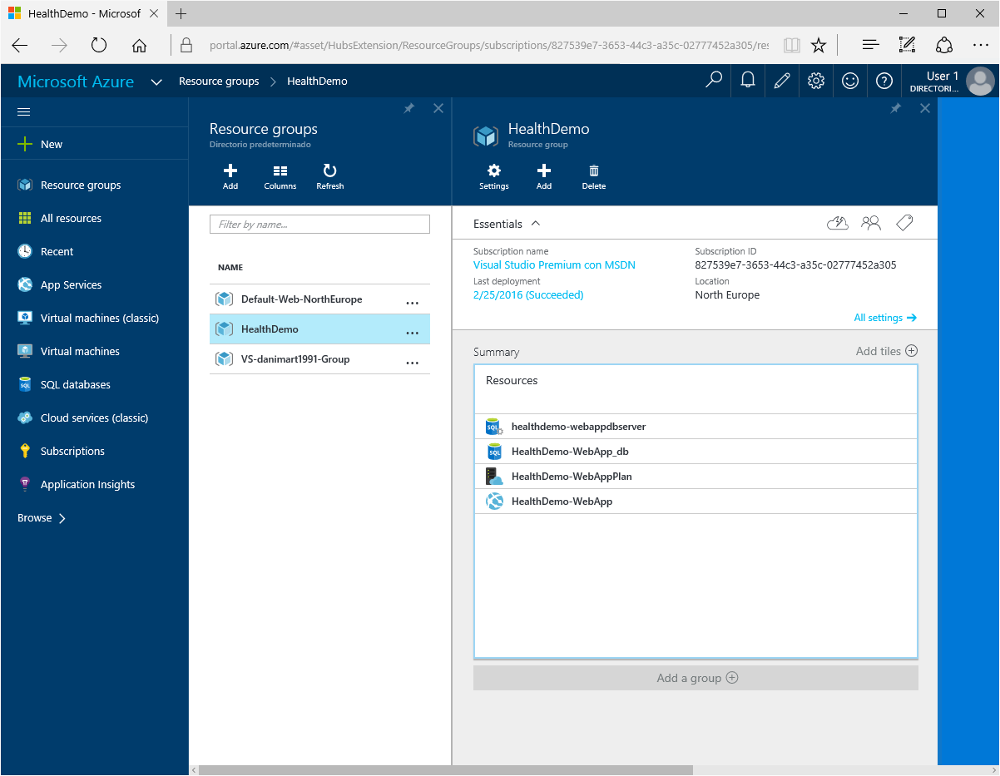 HealthDemo - Microsof
portal.azure.com/#asset/HubsExtension/ResourceGroups/subscriptions/827539e7-3653-44c3-a35c-02777452a305/res
Microsoft Azure
Resource groups > HealthDemo
User 1
DIRECTORI...
New
Resource groups
All resources
Recent
App Services
Virtual machines (classic)
Virtual machines
SQL databases
Cloud services (classic)
Subscriptions
Application Insights
Browse >
Resource groups
Directorio predeterminado
Add Columns Refresh
Filter by name...
NAME
Default-Web-NorthEurope ...
HealthDemo ...
VS-danimart1991-Group ...
HealthDemo
Resource group
Settings Add Delete
Essentials
Subscription name
Visual Studio Premium con MSDN
Last deployment
2/25/2016 (Succeeded)
Subscription ID
827539e7-3653-44c3-a35c-02777452a305
Location
North Europe
All settings
Summary
Add tiles
Resources
healthdemo-webappdbserver
HealthDemo-WebApp_db
HealthDemo-WebAppPlan
HealthDemo-WebApp
Add a group